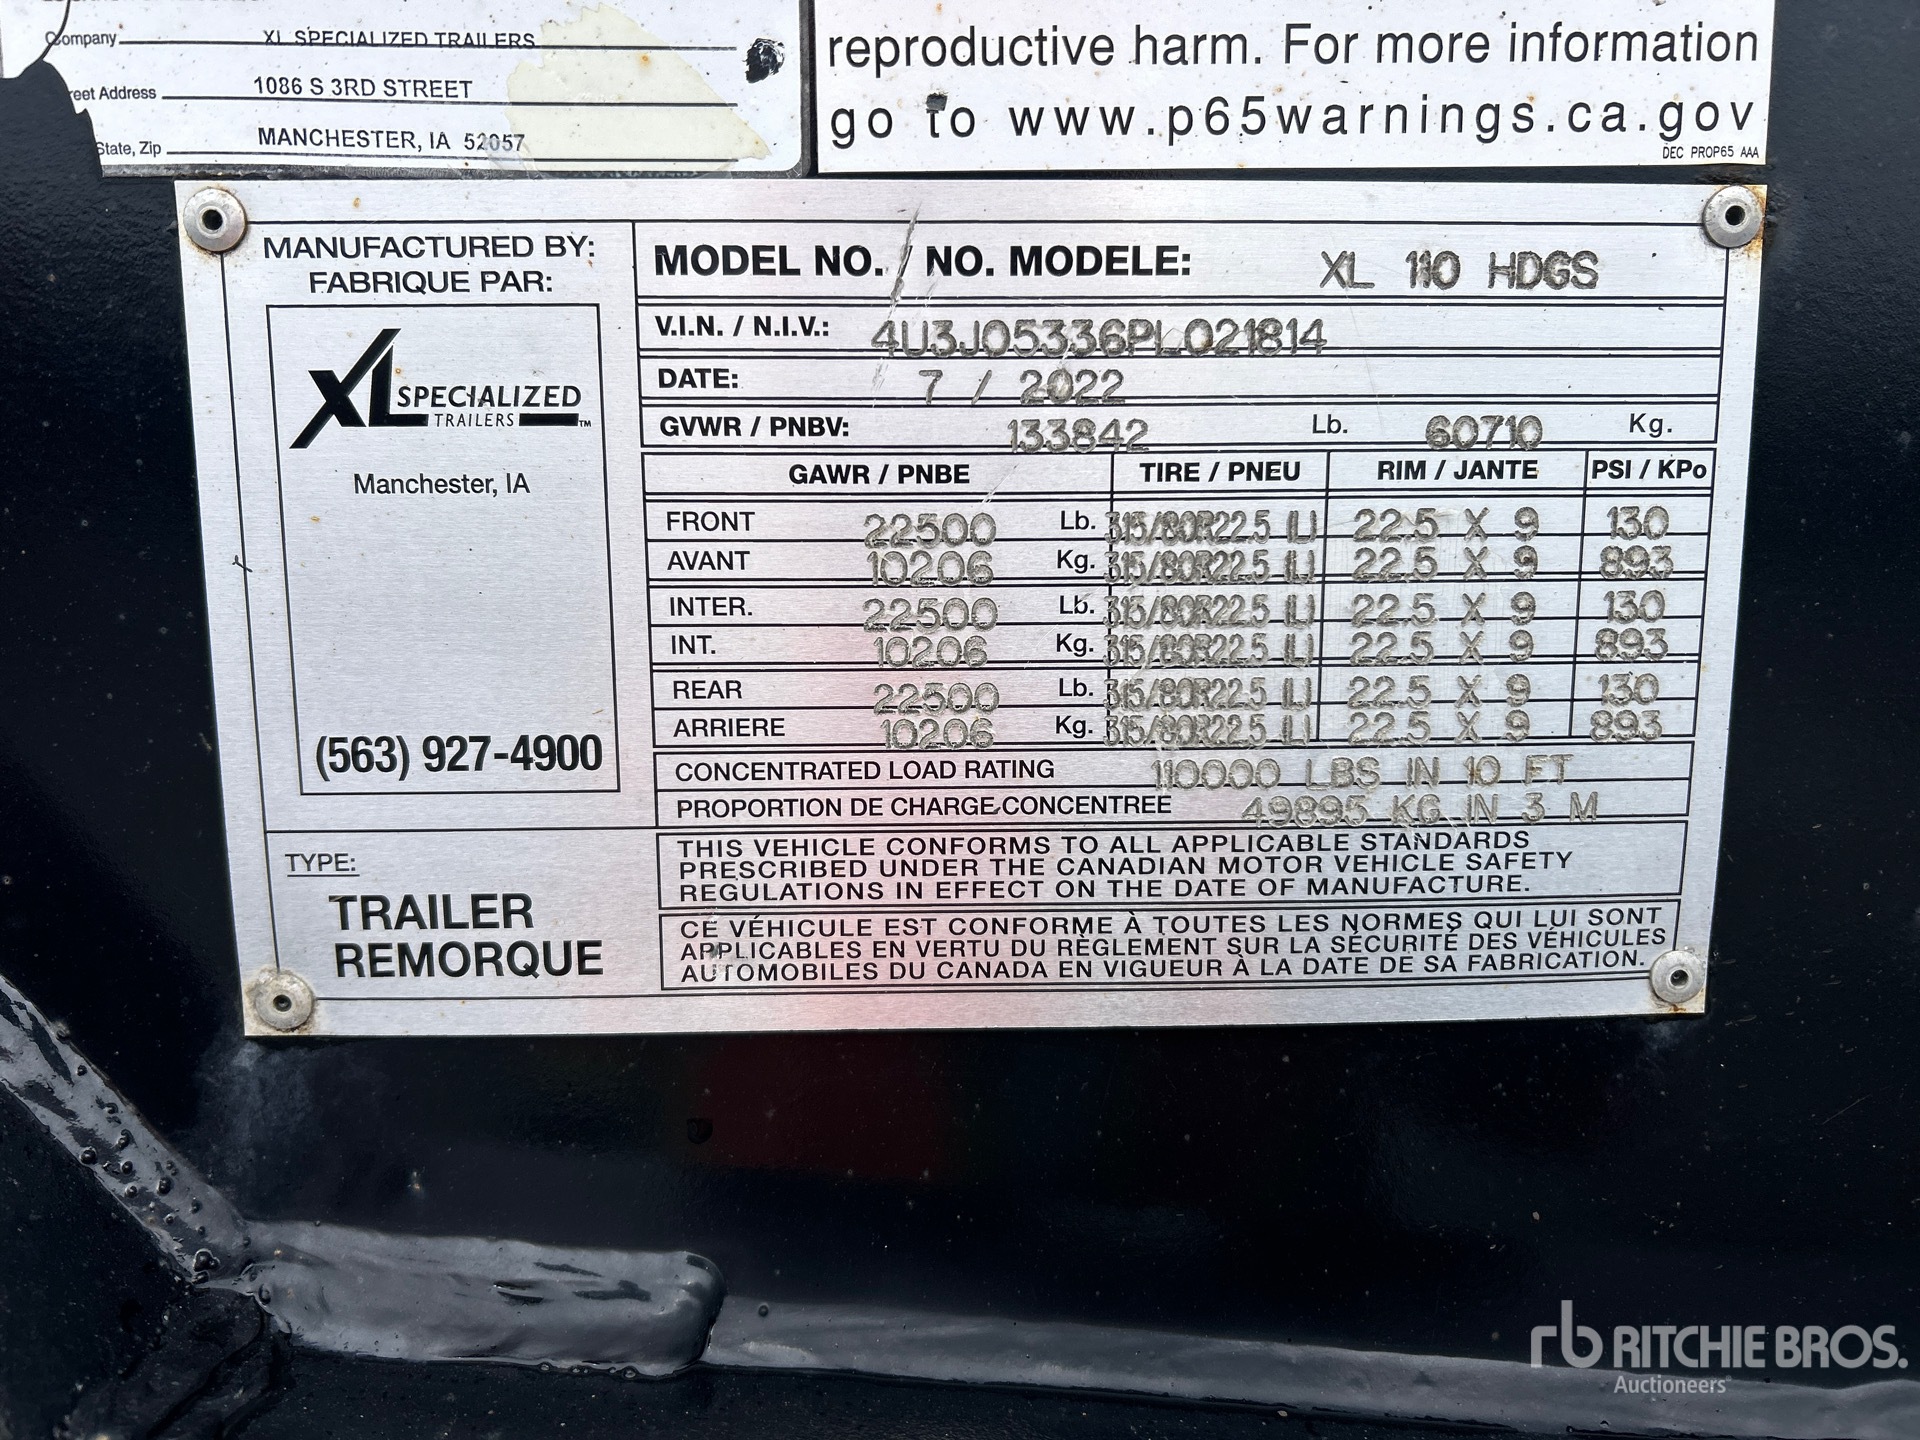 Company XL SPECIALIZED TRAILERS
reet Address 1086 S 3RD STREET
State, Zip MANCHESTER, IA 52057
reproductive harm. For more information
go to www.p65warnings.ca.gov
DEC PROP65 AAA
MANUFACTURED BY:
FABRIQUE PAR:
XL SPECIALIZED
TRAILERS TM
Manchester, IA
(563) 927-4900
TYPE:
TRAILER
REMORQUE
MODEL NO. / NO. MODELE: XL 110 HDGS
V.I.N. / N.I.V.: 4U3J05336PL021814
DATE: 7 / 2022
GVWR / PNBV: 133842 Lb. 60710 Kg.
GAWR / PNBE TIRE / PNEU RIM / JANTE PSI / KPo
FRONT 22500 Lb. 315/80R22.5 (L) 22.5 X 9 130
AVANT 10206 Kg. 315/80R22.5 (L) 22.5 X 9 893
INTER. 22500 Lb. 315/80R22.5 (L) 22.5 X 9 130
INT. 10206 Kg. 315/80R22.5 (L) 22.5 X 9 893
REAR 22500 Lb. 315/80R22.5 (L) 22.5 X 9 130
ARRIERE 10206 Kg. 315/80R22.5 (L) 22.5 X 9 893
CONCENTRATED LOAD RATING 110000 LBS IN 10 FT
PROPORTION DE CHARGE CONCENTREE 49895 KG IN 3 M
THIS VEHICLE CONFORMS TO ALL APPLICABLE STANDARDS
PRESCRIBED UNDER THE CANADIAN MOTOR VEHICLE SAFETY
REGULATIONS IN EFFECT ON THE DATE OF MANUFACTURE.
CE VÉHICULE EST CONFORME À TOUTES LES NORMES QUI LUI SONT
APPLICABLES EN VERTU DU RÈGLEMENT SUR LA SÉCURITÉ DES VÉHICULES
AUTOMOBILES DU CANADA EN VIGUEUR À LA DATE DE SA FABRICATION.
rb RITCHIE BROS.
Auctioneers